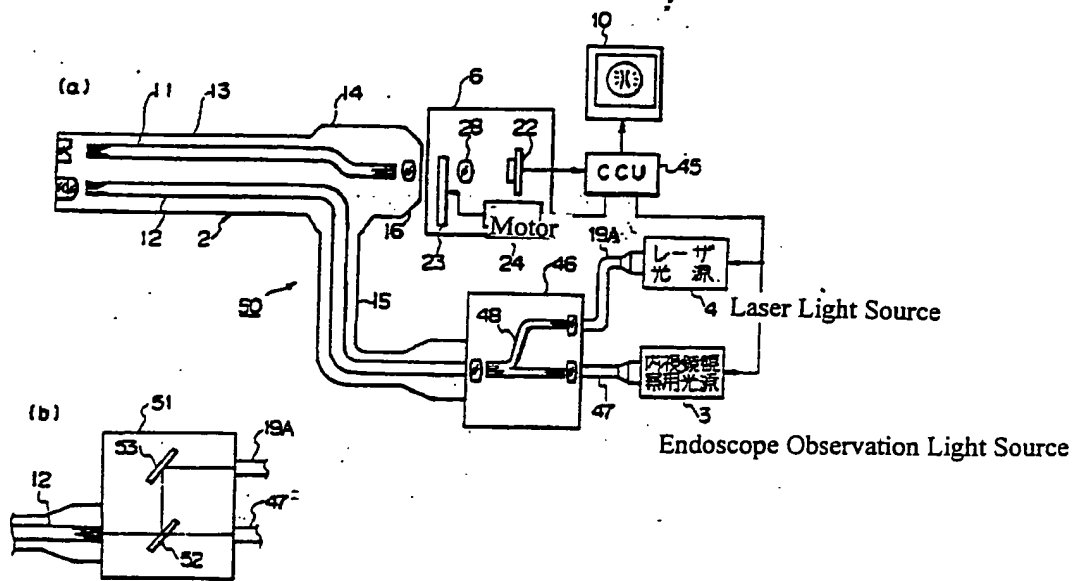 10
(a)
11
13
14
6
28
22
CCU
45
12
2
16
23
Motor
24
19A
46
レーザ
光 源
4
Laser Light Source
50
15
48
内視鏡観
察用光源
47
3
Endoscope Observation Light Source
(b)
51
53
19A
12
47
52